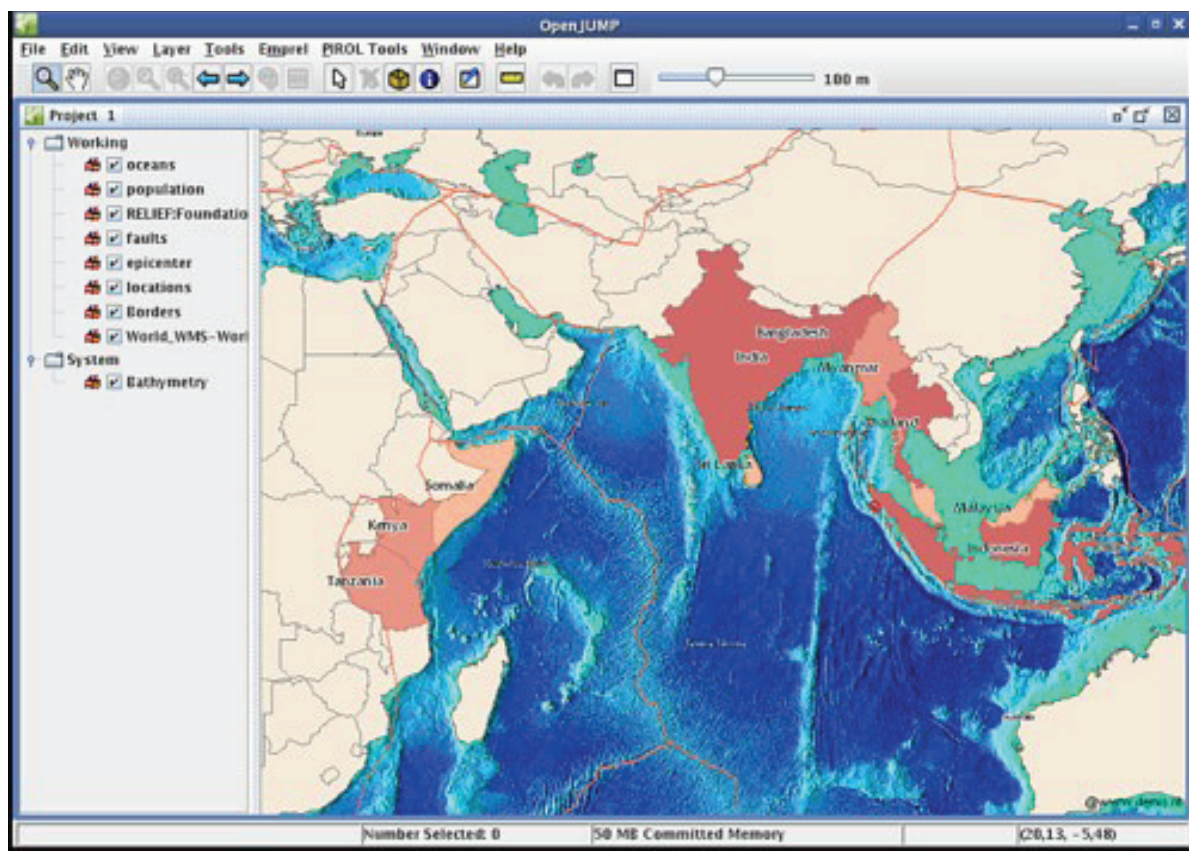 OpenJUMP
File Edit View Layer Tools Emprel PIROL Tools Window Help
100 m
Project 1
Working
oceans
population
RELIEF:Foundatio
faults
epicenter
locations
Borders
World_WMS-Worl
System
Bathymetry
Europe
Bangladesh
India
Myanmar
Thailand
Sri Lanka
Somalia
Malaysia
Kenya
Indonesia
Tanzania
Number Selected: 0
50 MB Committed Memory
(20,13, -5,48)